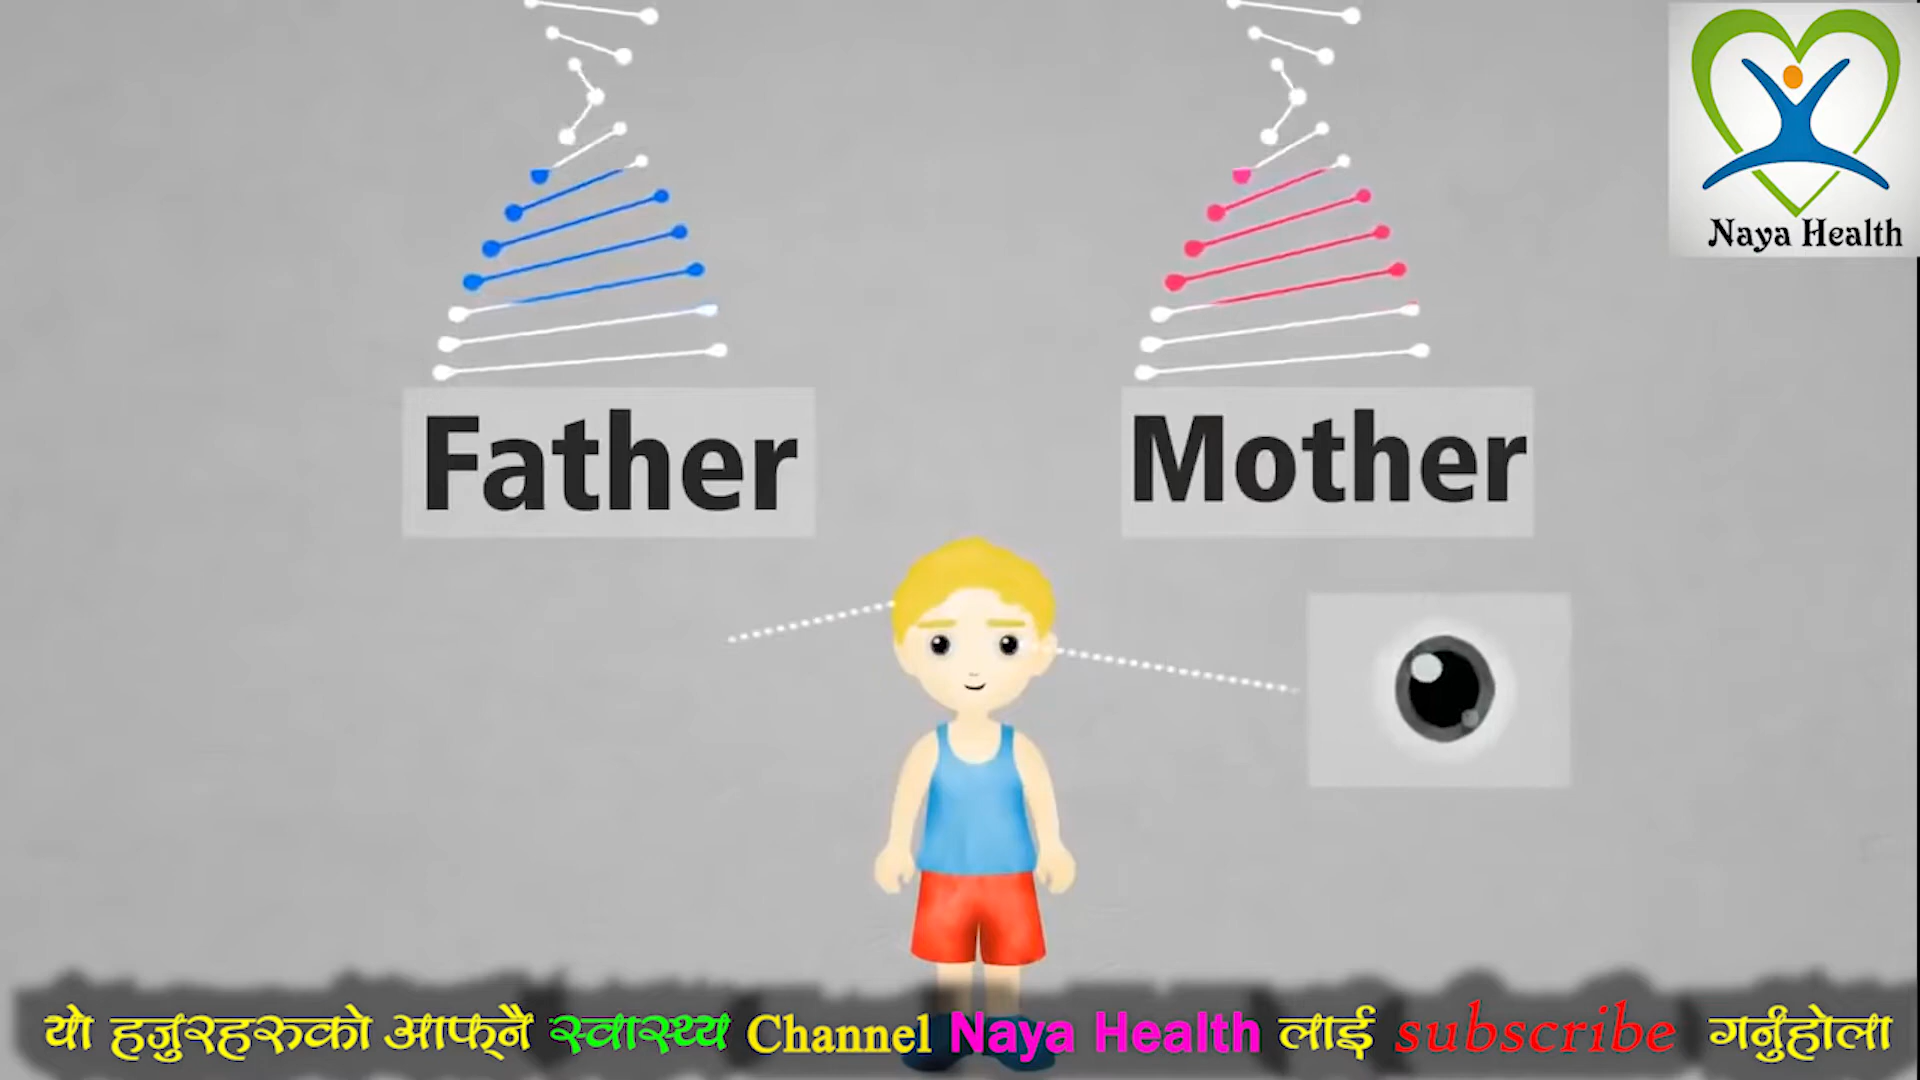 Naya Health
Father Mother
यो हजुरहरुको आफ्नै स्वास्थ्य Channel Naya Health लाई subscribe गर्नुहोला